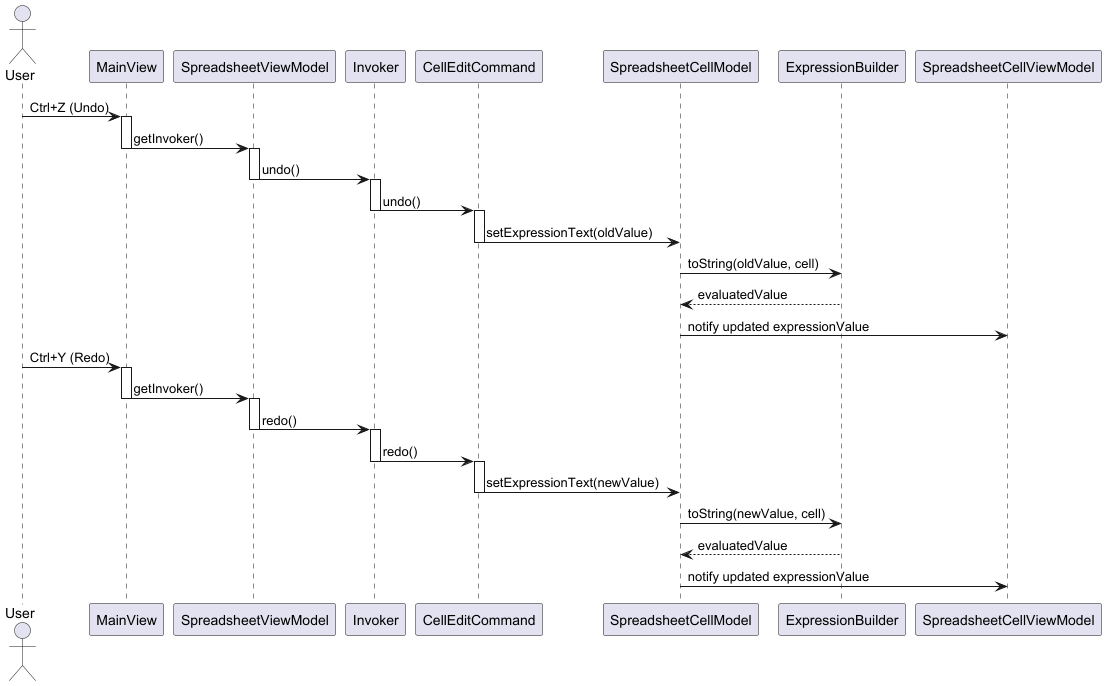 User
MainView
SpreadsheetViewModel
Invoker
CellEditCommand
SpreadsheetCellModel
ExpressionBuilder
SpreadsheetCellViewModel
Ctrl+Z (Undo)
getInvoker()
undo()
undo()
setExpressionText(oldValue)
toString(oldValue, cell)
evaluatedValue
notify updated expressionValue
Ctrl+Y (Redo)
getInvoker()
redo()
redo()
setExpressionText(newValue)
toString(newValue, cell)
evaluatedValue
notify updated expressionValue
User
MainView
SpreadsheetViewModel
Invoker
CellEditCommand
SpreadsheetCellModel
ExpressionBuilder
SpreadsheetCellViewModel